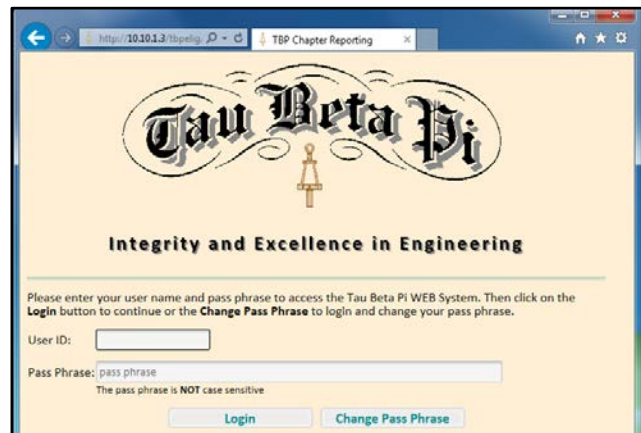 http://10.10.1.3/tbpelig TBP Chapter Reporting
Tau Beta Pi
Integrity and Excellence in Engineering
Please enter your user name and pass phrase to access the Tau Beta Pi WEB System. Then click on the
Login button to continue or the Change Pass Phrase to login and change your pass phrase.
User ID:
Pass Phrase: pass phrase
The pass phrase is NOT case sensitive
Login Change Pass Phrase